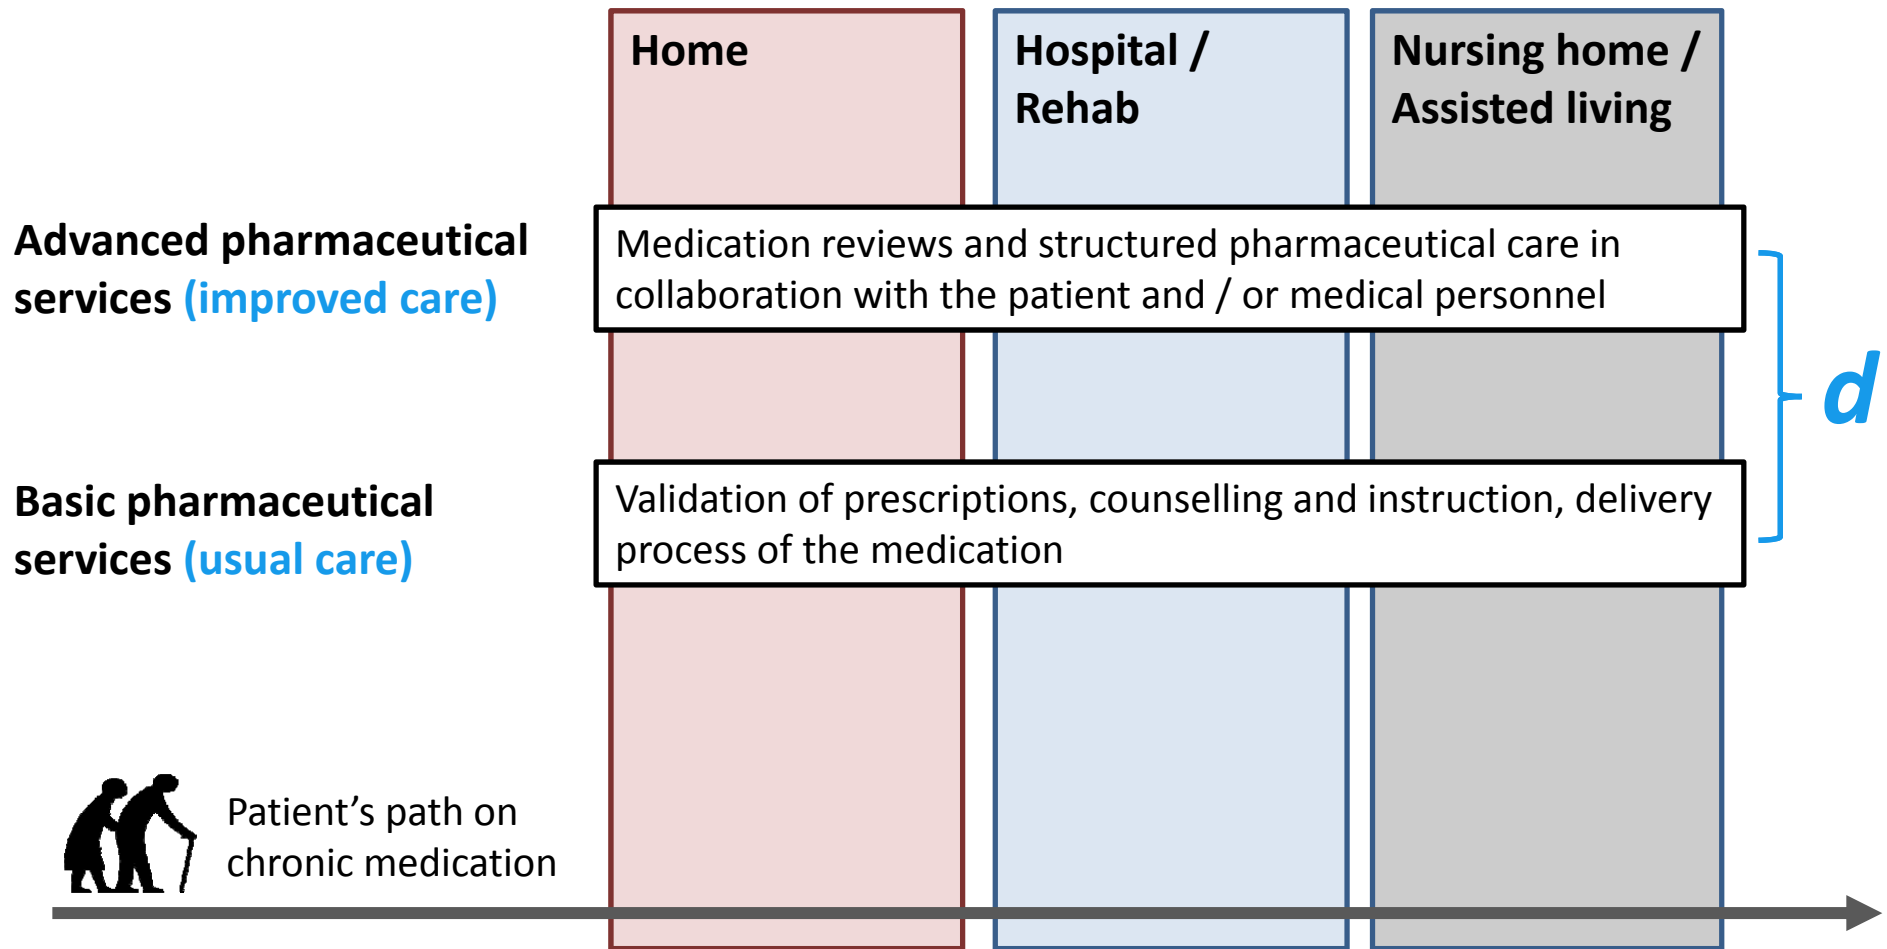 Home
Hospital /
Rehab
Nursing home /
Assisted living
Advanced pharmaceutical
services (improved care)
Medication reviews and structured pharmaceutical care in
collaboration with the patient and / or medical personnel
d
Basic pharmaceutical
services (usual care)
Validation of prescriptions, counselling and instruction, delivery
process of the medication
Patient’s path on
chronic medication